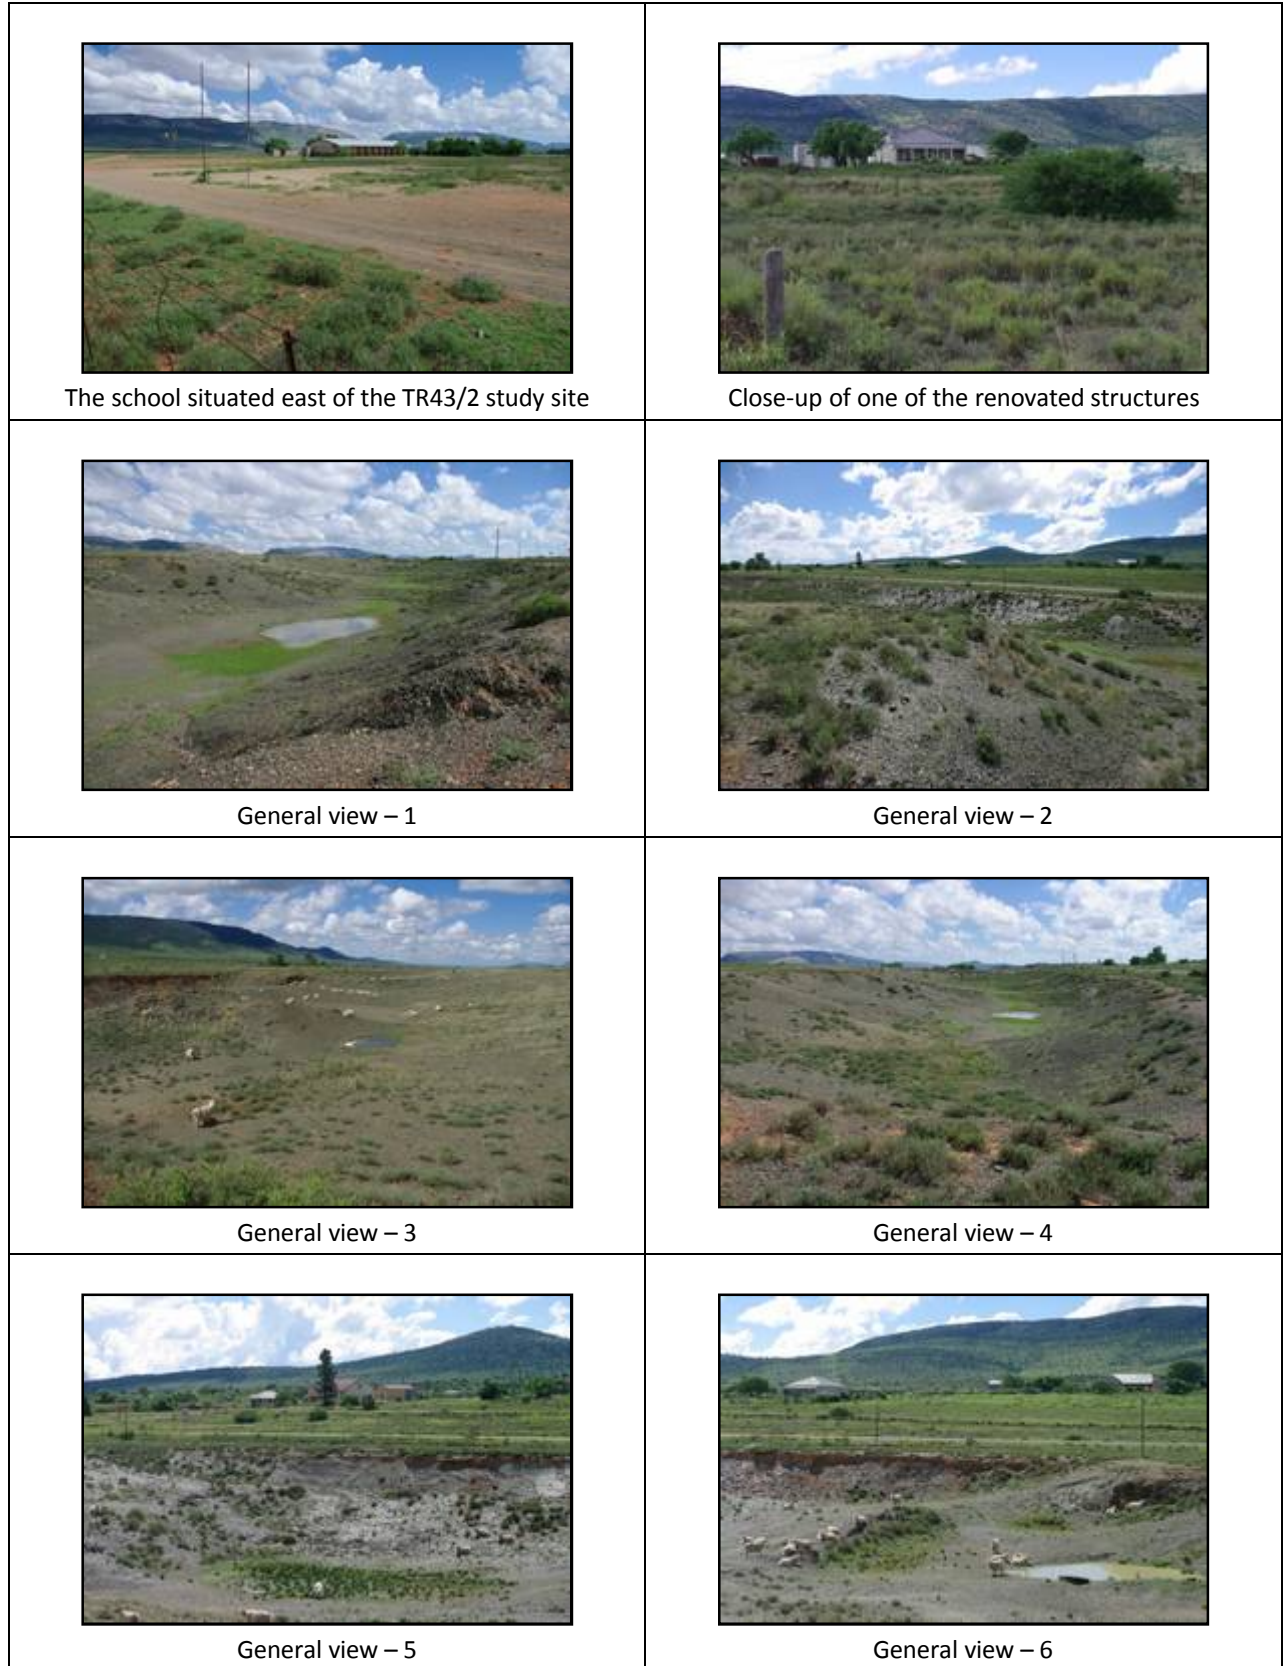 The school situated east of the TR43/2 study site
Close-up of one of the renovated structures
General view – 1
General view – 2
General view – 3
General view – 4
General view – 5
General view – 6